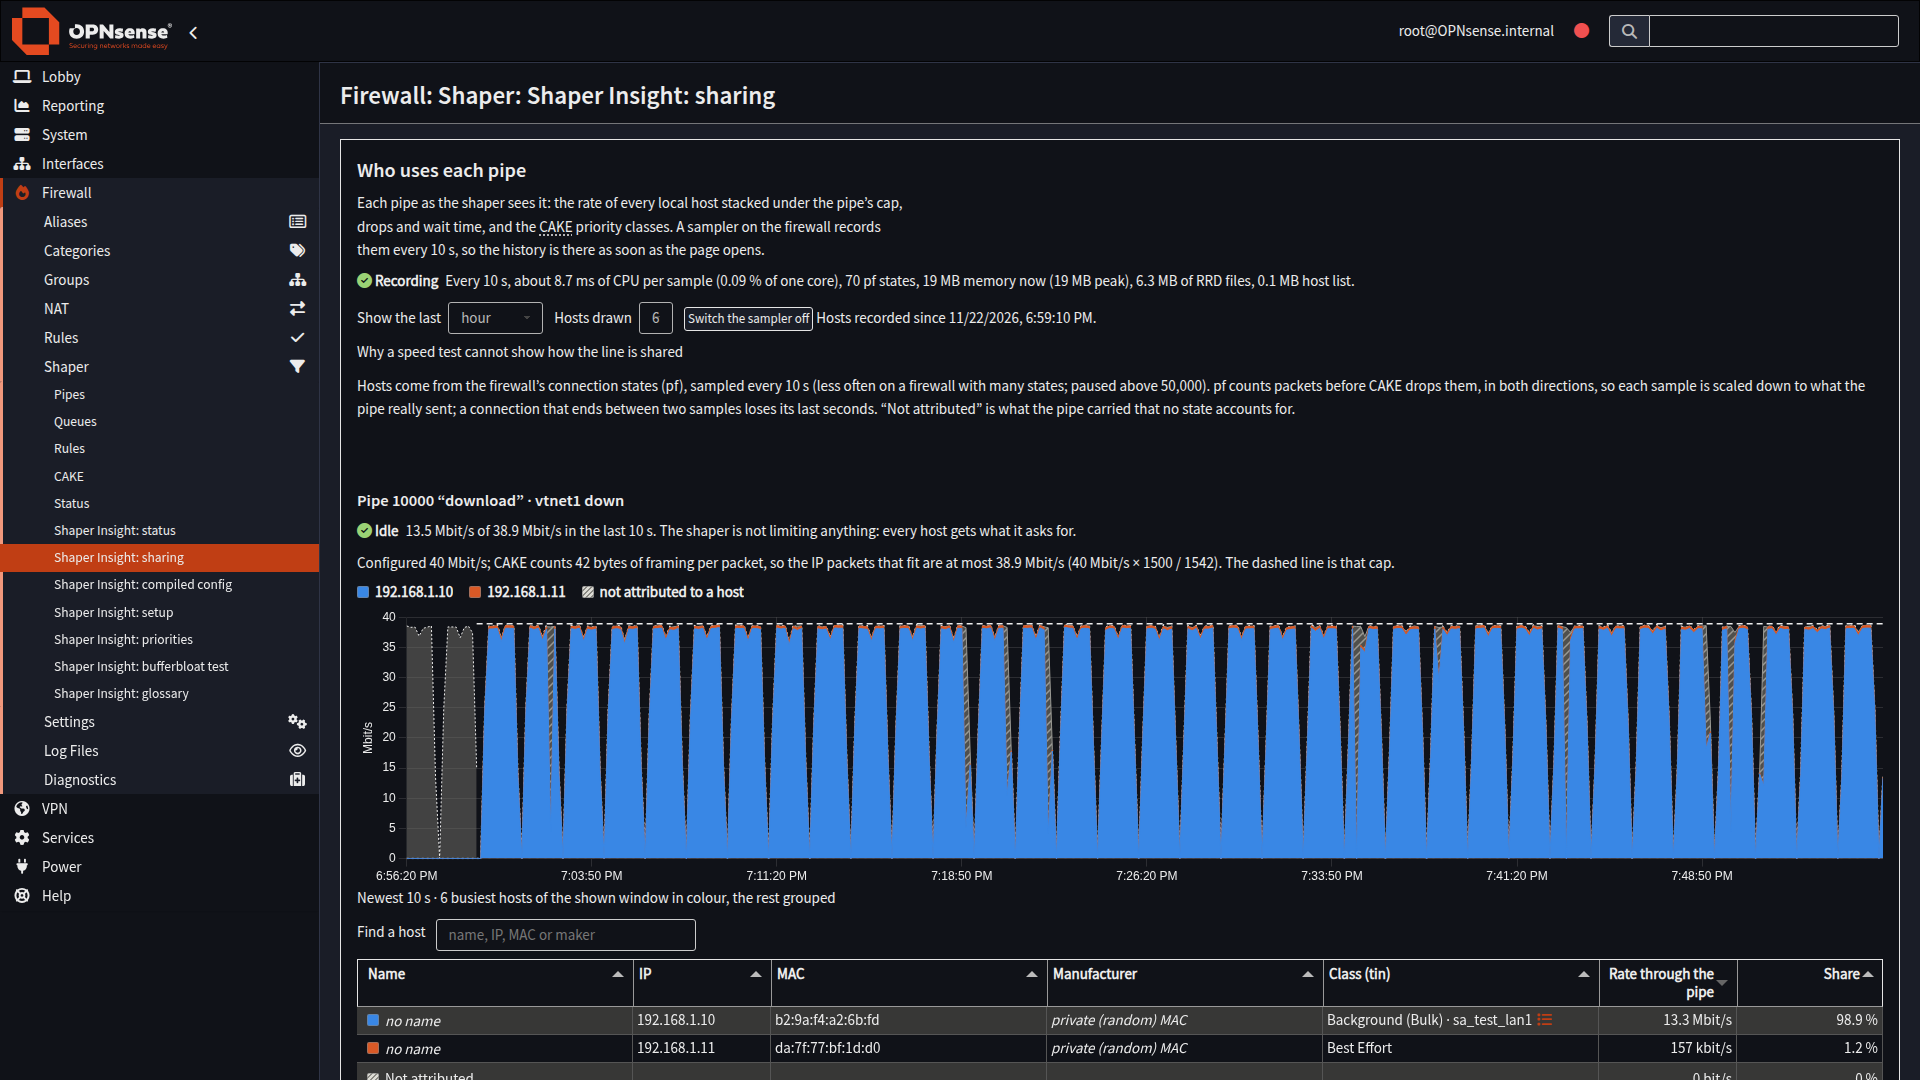 OPNsense®
Securing networks made easy
root@OPNsense.internal
Lobby
Reporting
System
Interfaces
Firewall
Aliases
Categories
Groups
NAT
Rules
Shaper
Pipes
Queues
Rules
CAKE
Status
Shaper Insight: status
Shaper Insight: sharing
Shaper Insight: compiled config
Shaper Insight: setup
Shaper Insight: priorities
Shaper Insight: bufferbloat test
Shaper Insight: glossary
Settings
Log Files
Diagnostics
VPN
Services
Power
Help
Firewall: Shaper: Shaper Insight: sharing
Who uses each pipe
Each pipe as the shaper sees it: the rate of every local host stacked under the pipe’s cap,
drops and wait time, and the CAKE priority classes. A sampler on the firewall records
them every 10 s, so the history is there as soon as the page opens.
Recording Every 10 s, about 8.7 ms of CPU per sample (0.09 % of one core), 70 pf states, 19 MB memory now (19 MB peak), 6.3 MB of RRD files, 0.1 MB host list.
Show the last hour Hosts drawn 6 Switch the sampler off Hosts recorded since 11/22/2026, 6:59:10 PM.
Why a speed test cannot show how the line is shared
Hosts come from the firewall’s connection states (pf), sampled every 10 s (less often on a firewall with many states; paused above 50,000). pf counts packets before CAKE drops them, in both directions, so each sample is scaled down to what the
pipe really sent; a connection that ends between two samples loses its last seconds. “Not attributed” is what the pipe carried that no state accounts for.
Pipe 10000 “download” · vtnet1 down
Idle 13.5 Mbit/s of 38.9 Mbit/s in the last 10 s. The shaper is not limiting anything: every host gets what it asks for.
Configured 40 Mbit/s; CAKE counts 42 bytes of framing per packet, so the IP packets that fit are at most 38.9 Mbit/s (40 Mbit/s × 1500 / 1542). The dashed line is that cap.
192.168.1.10 192.168.1.11 not attributed to a host
40
35
30
25
20
15
10
5
0
Mbit/s
6:56:20 PM 7:03:50 PM 7:11:20 PM 7:18:50 PM 7:26:20 PM 7:33:50 PM 7:41:20 PM 7:48:50 PM
Newest 10 s · 6 busiest hosts of the shown window in colour, the rest grouped
Find a host name, IP, MAC or maker
Name IP MAC Manufacturer Class (tin) Rate through the pipe Share
no name 192.168.1.10 b2:9a:f4:a2:6b:fd private (random) MAC Background (Bulk) · sa_test_lan1 13.3 Mbit/s 98.9 %
no name 192.168.1.11 da:7f:77:bf:1d:d0 private (random) MAC Best Effort 157 kbit/s 1.2 %
Not attributed 0 bit/s 0 %